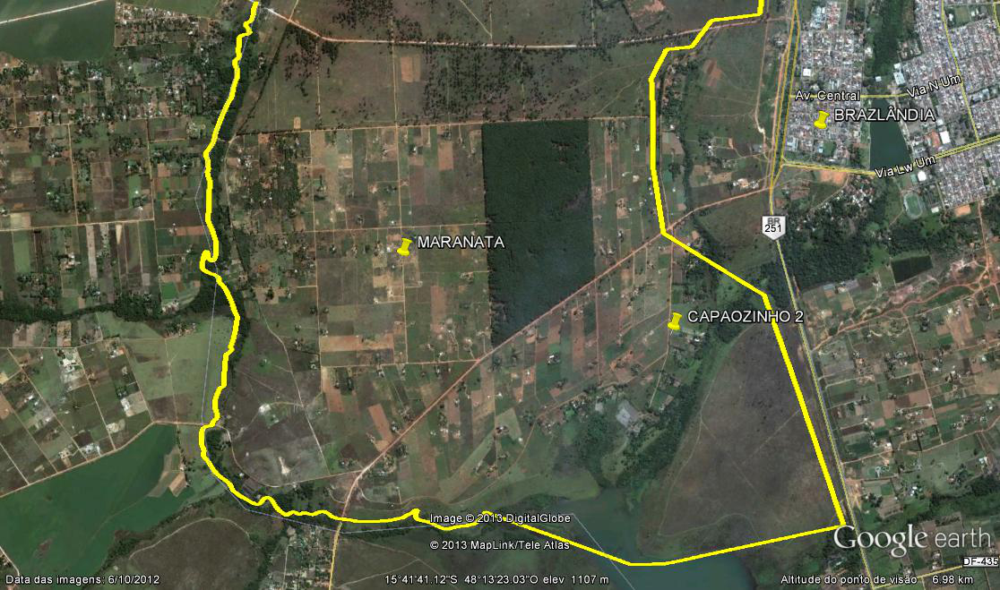 Av. Central
Via N Um
BRAZLÂNDIA
Via Lw Um
BR
251
MARANATA
CAPAOZINHO 2
Image © 2013 DigitalGlobe
© 2013 MapLink/Tele Atlas
Google earth
DF-435
Data das imagens: 6/10/2012
15°41'41.12"S 48°13'23.03"O elev 1107 m
Altitude do ponto de visão 6.98 km